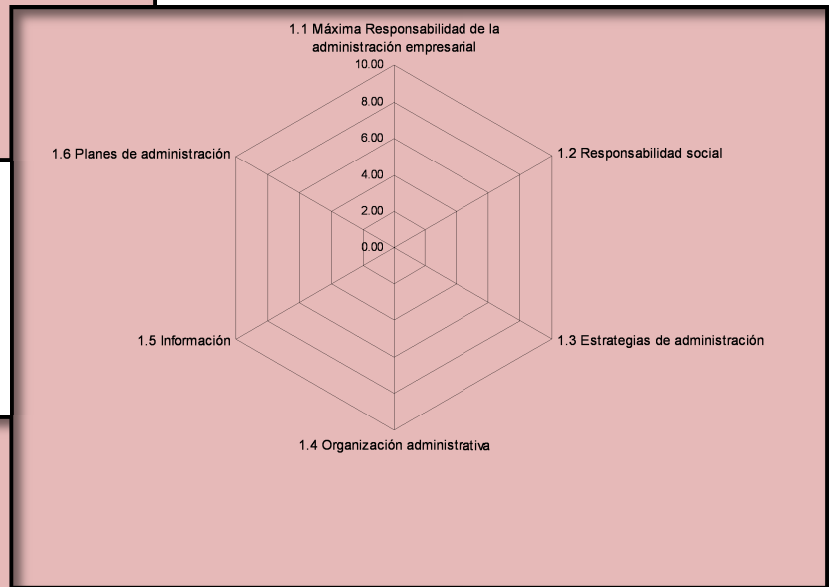 1.1 Máxima Responsabilidad de la
administración empresarial
10.00
8.00
6.00
4.00
2.00
0.00
1.2 Responsabilidad social
1.3 Estrategias de administración
1.4 Organización administrativa
1.5 Información
1.6 Planes de administración